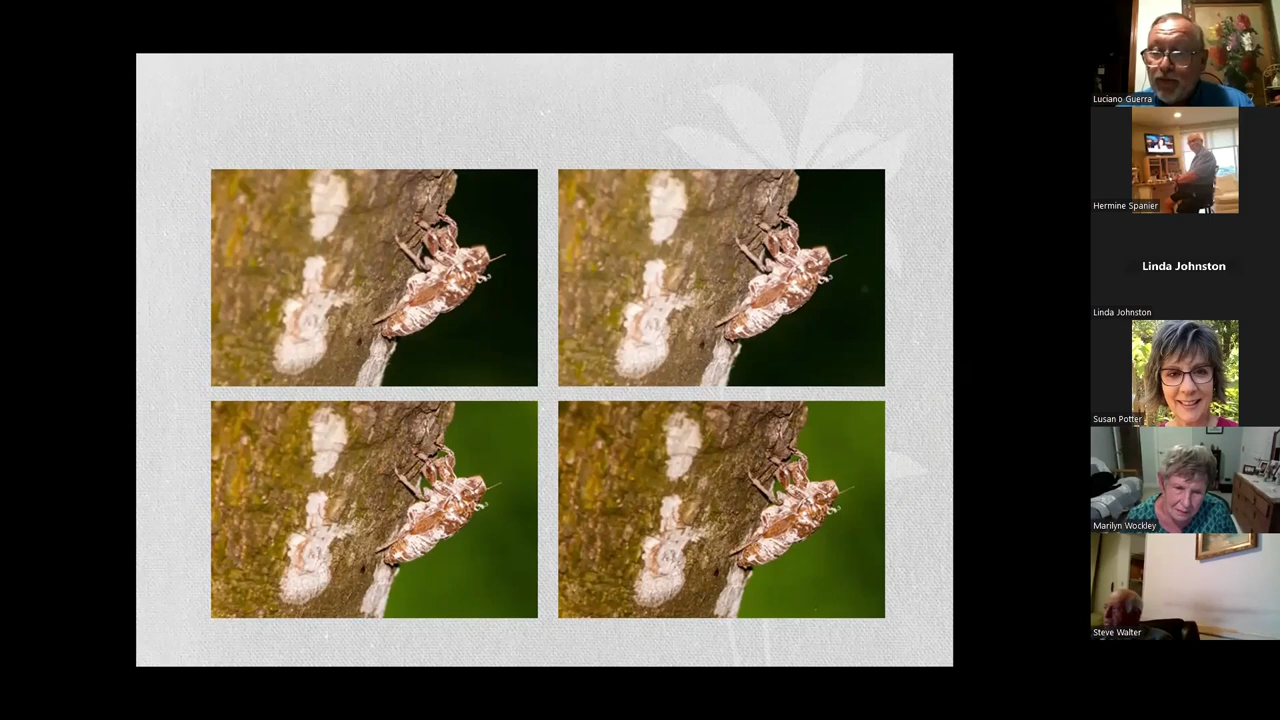 Luciano Guerra
Hermine Spanier
Linda Johnston
Linda Johnston
Susan Potter
Marilyn Wockley
Steve Walter